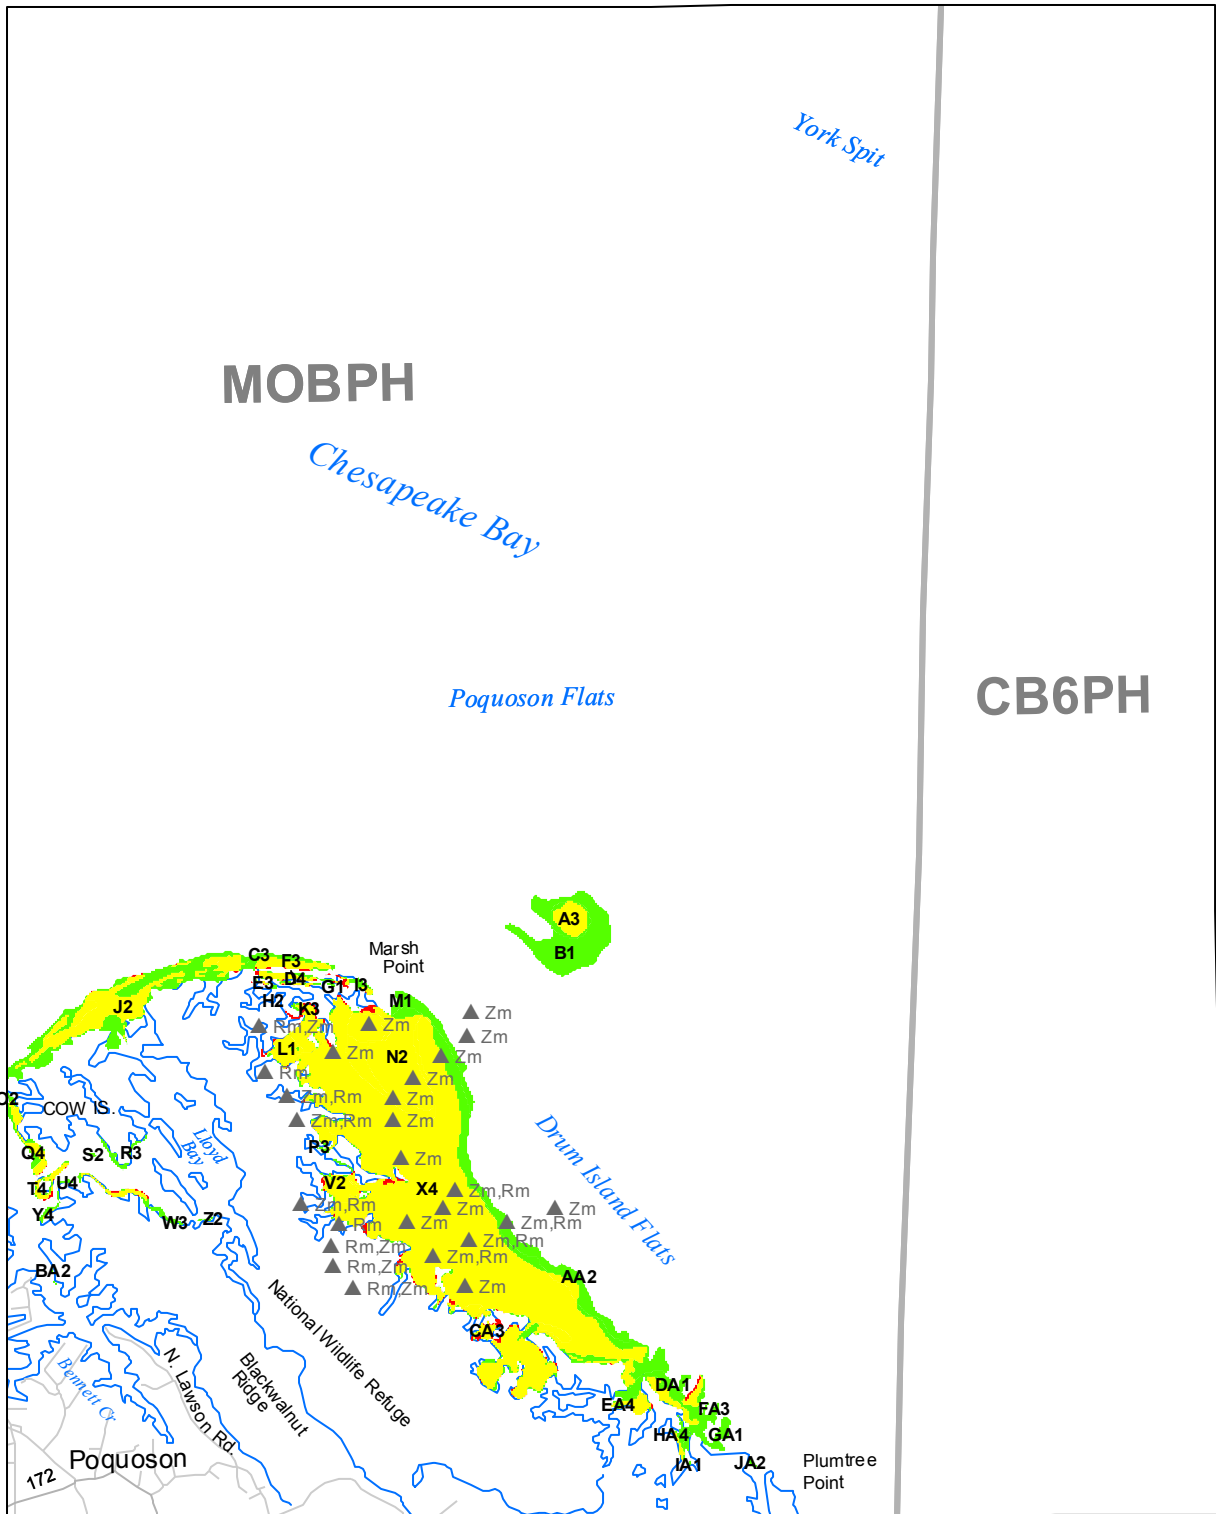 York Spit
MOBPH
Chesapeake Bay
CB6PH
Poquoson Flats
A3
B1
Marsh
Point
C3
F3
E3
D4
G1
I3
H2
K3
M1
J2
Zm
Rm,Zm
Zm
Zm
L1
Zm
N2
Zm
Rm
Zm
Zm,Rm
Zm
COW IS.
Zm,Rm
Zm
Lloyd
Bay
Drum Island Flats
P3
Q4
S2
R3
Zm
T4
U4
V2
X4
Zm,Rm
Zm,Rm
Zm
Zm
Y4
W3
Z2
Rm
Zm
Zm,Rm
Rm,Zm
Zm,Rm
Zm,Rm
BA2
Rm,Zm
AA2
Rm,Zm
Zm
National Wildlife Refuge
CA3
Blackwalnut
Ridge
N. Lawson Rd.
Bennett Cr
DA1
EA4
FA3
HA4
GA1
IA1
JA2
Plumtree
Point
Poquoson
172